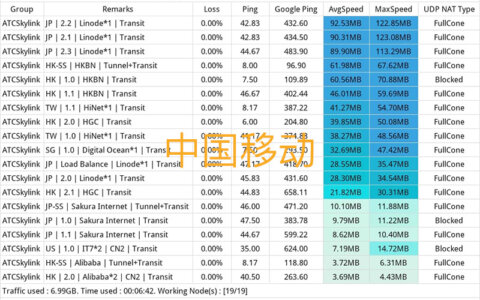 Group Remarks Loss Ping Google Ping AvgSpeed MaxSpeed UDP NAT Type
ATCSkylink JP | 2.2 | Linode*1 | Transit 0.00% 42.83 432.60 92.53MB 122.85MB FullCone
ATCSkylink JP | 2.1 | Linode*1 | Transit 0.00% 42.50 434.50 90.31MB 123.08MB FullCone
ATCSkylink JP | 2.3 | Linode*1 | Transit 0.00% 44.67 483.90 89.90MB 113.29MB FullCone
ATCSkylink HK-SS | HKBN | Tunnel+Transit 0.00% 8.00 96.90 61.98MB 67.62MB FullCone
ATCSkylink HK | 1.0 | HKBN | Transit 0.00% 7.50 109.89 60.56MB 70.88MB Blocked
ATCSkylink HK | 1.1 | HKBN | Transit 0.00% 46.67 402.44 46.01MB 59.69MB FullCone
ATCSkylink TW | 1.1 | HiNet*1 | Transit 0.00% 8.17 387.22 41.27MB 54.70MB FullCone
ATCSkylink HK | 2.0 | HGC | Transit 0.00% 6.00 204.80 39.85MB 50.08MB FullCone
ATCSkylink TW | 1.0 | HiNet*1 | Transit 0.00% 41.17 374.83 38.27MB 48.56MB FullCone
ATCSkylink SG | 1.0 | Digital Ocean*1 | Transit 0.00% 7.50 293.50 32.69MB 47.42MB FullCone
ATCSkylink JP | Load Balance | Linode*1 | Transit 0.00% 47.17 418.70 28.55MB 35.47MB FullCone
ATCSkylink JP | 2.0 | Linode*1 | Transit 0.00% 45.83 431.60 28.30MB 34.54MB FullCone
ATCSkylink HK | 2.1 | HGC | Transit 0.00% 44.83 658.11 21.82MB 30.31MB FullCone
ATCSkylink JP-SS | Sakura Internet | Tunnel+Transit 0.00% 46.00 471.20 10.10MB 11.88MB FullCone
ATCSkylink JP | 1.0 | Sakura Internet | Transit 0.00% 47.50 383.78 9.79MB 11.22MB Blocked
ATCSkylink JP | 1.1 | Sakura Internet | Transit 0.00% 44.67 599.22 8.62MB 10.40MB FullCone
ATCSkylink US | 1.0 | IT7*2 | CN2 | Transit 0.00% 35.00 624.00 7.19MB 14.72MB Blocked
ATCSkylink HK-SS | Alibaba | Tunnel+Transit 0.00% 8.17 118.80 3.72MB 6.31MB FullCone
ATCSkylink HK | 2.0 | Alibaba*2 | CN2 | Transit 0.00% 40.50 263.60 3.69MB 4.43MB FullCone
Traffic used : 6.99GB. Time used : 00:06:42. Working Node(s) : [19/19]
中国移动